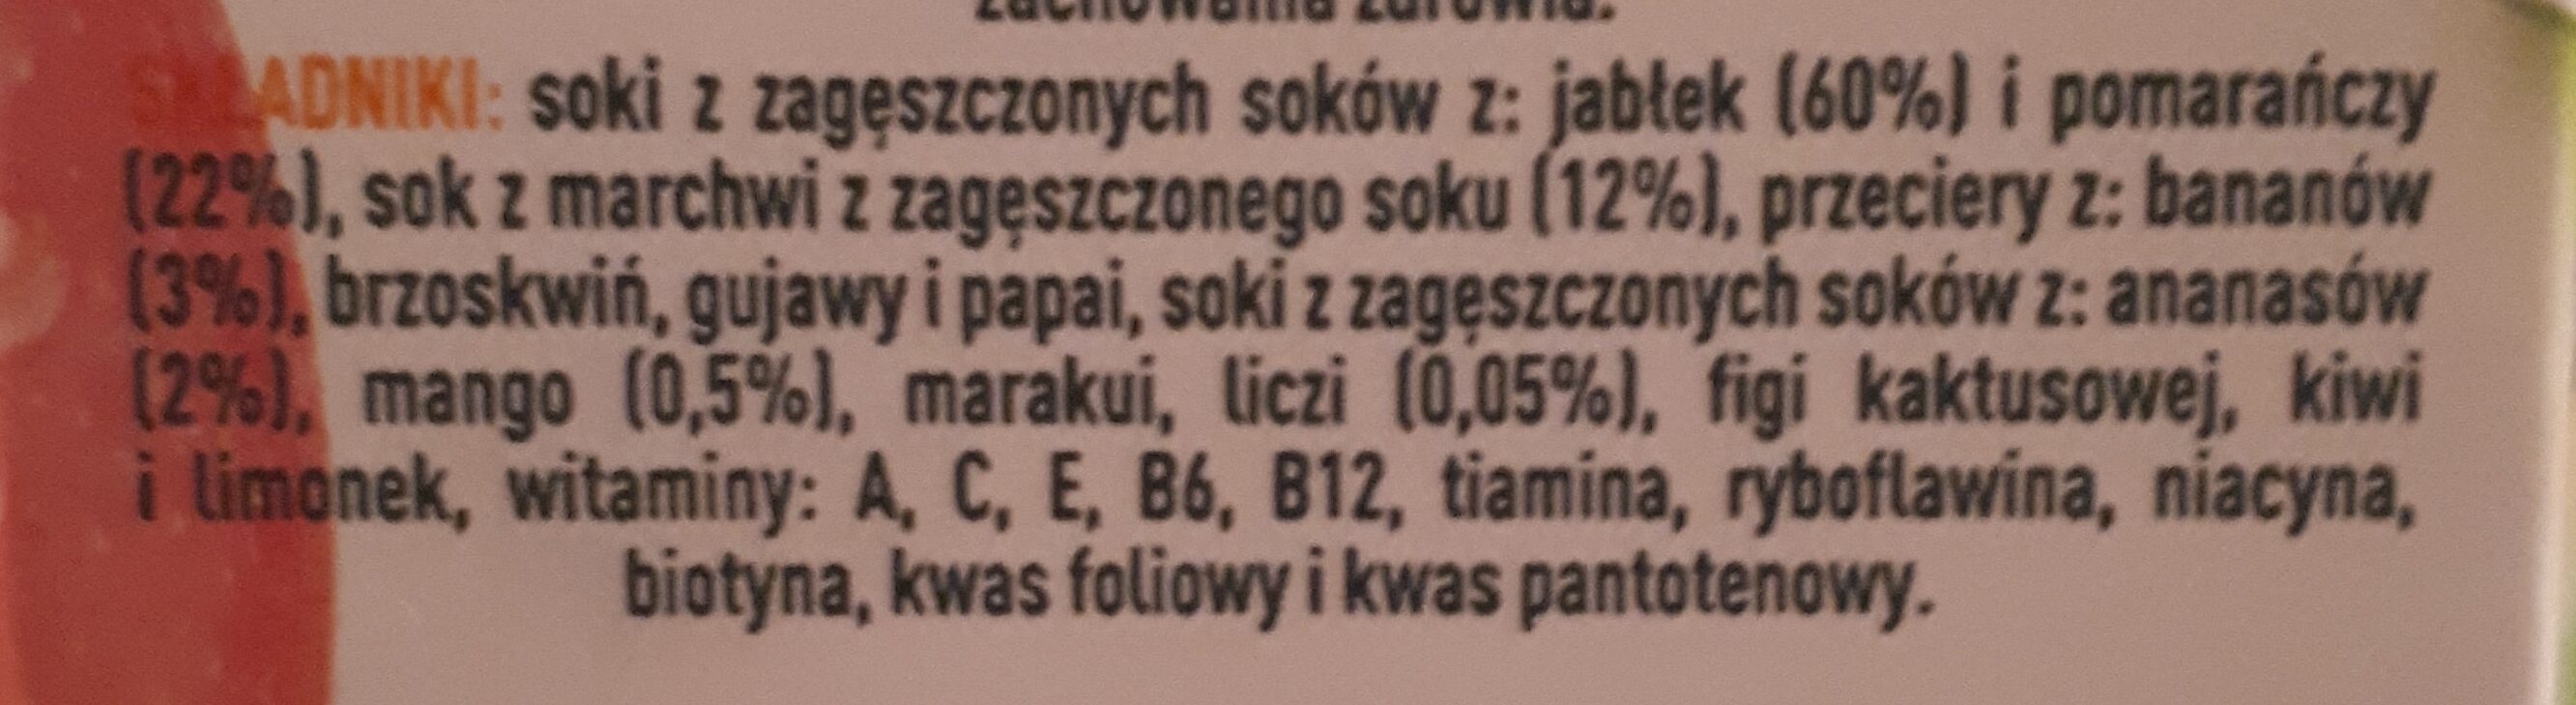 zachowania zdrowia.
SKŁADNIKI: soki z zagęszczonych soków z: jabłek (60%) i pomarańczy
(22%), sok z marchwi z zagęszczonego soku (12%), przeciery z: bananów
(3%), brzoskwiń, gujawy i papai, soki z zagęszczonych soków z: ananasów
(2%), mango (0,5%), marakui, liczi (0,05%), figi kaktusowej, kiwi
i limonek, witaminy: A, C, E, B6, B12, tiamina, ryboflawina, niacyna,
biotyna, kwas foliowy i kwas pantotenowy.